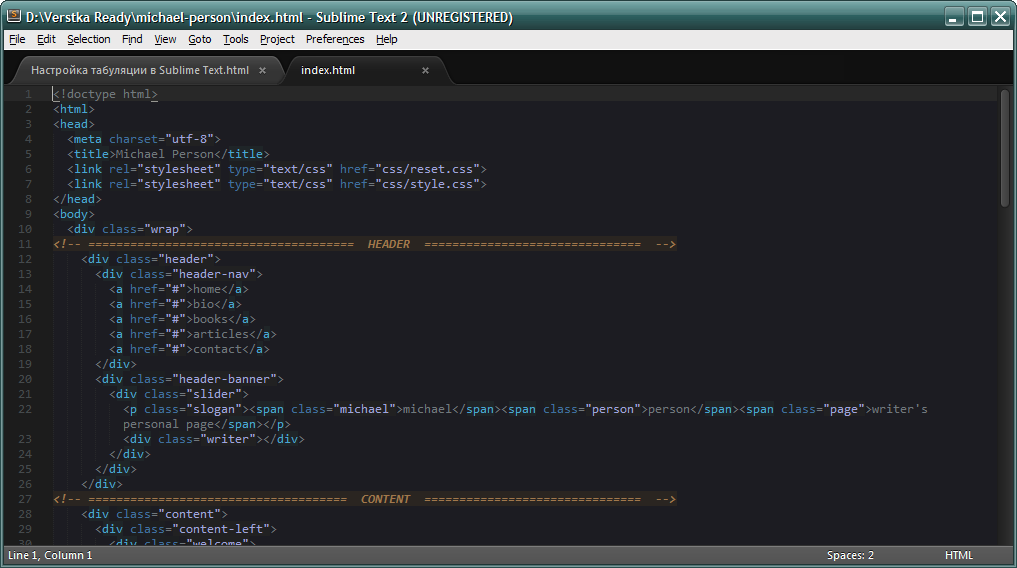 D:\Verstka Ready\michael-person\index.html - Sublime Text 2 (UNREGISTERED)
File Edit Selection Find View Goto Tools Project Preferences Help
Настройка табуляции в Sublime Text.html × index.html ×
1 <!doctype html>
2 <html>
3 <head>
4 <meta charset="utf-8">
5 <title>Michael Person</title>
6 <link rel="stylesheet" type="text/css" href="css/reset.css">
7 <link rel="stylesheet" type="text/css" href="css/style.css">
8 </head>
9 <body>
10 <div class="wrap">
11 <!-- ====================================== HEADER =============================== -->
12 <div class="header">
13 <div class="header-nav">
14 <a href="#">home</a>
15 <a href="#">bio</a>
16 <a href="#">books</a>
17 <a href="#">articles</a>
18 <a href="#">contact</a>
19 </div>
20 <div class="header-banner">
21 <div class="slider">
22 <p class="slogan"><span class="michael">michael</span><span class="person">person</span><span class="page">writer's
personal page</span></p>
23 <div class="writer"></div>
24 </div>
25 </div>
26 </div>
27 <!-- ===================================== CONTENT =============================== -->
28 <div class="content">
29 <div class="content-left">
30 <div class="welcome">
Line 1, Column 1 Spaces: 2 HTML